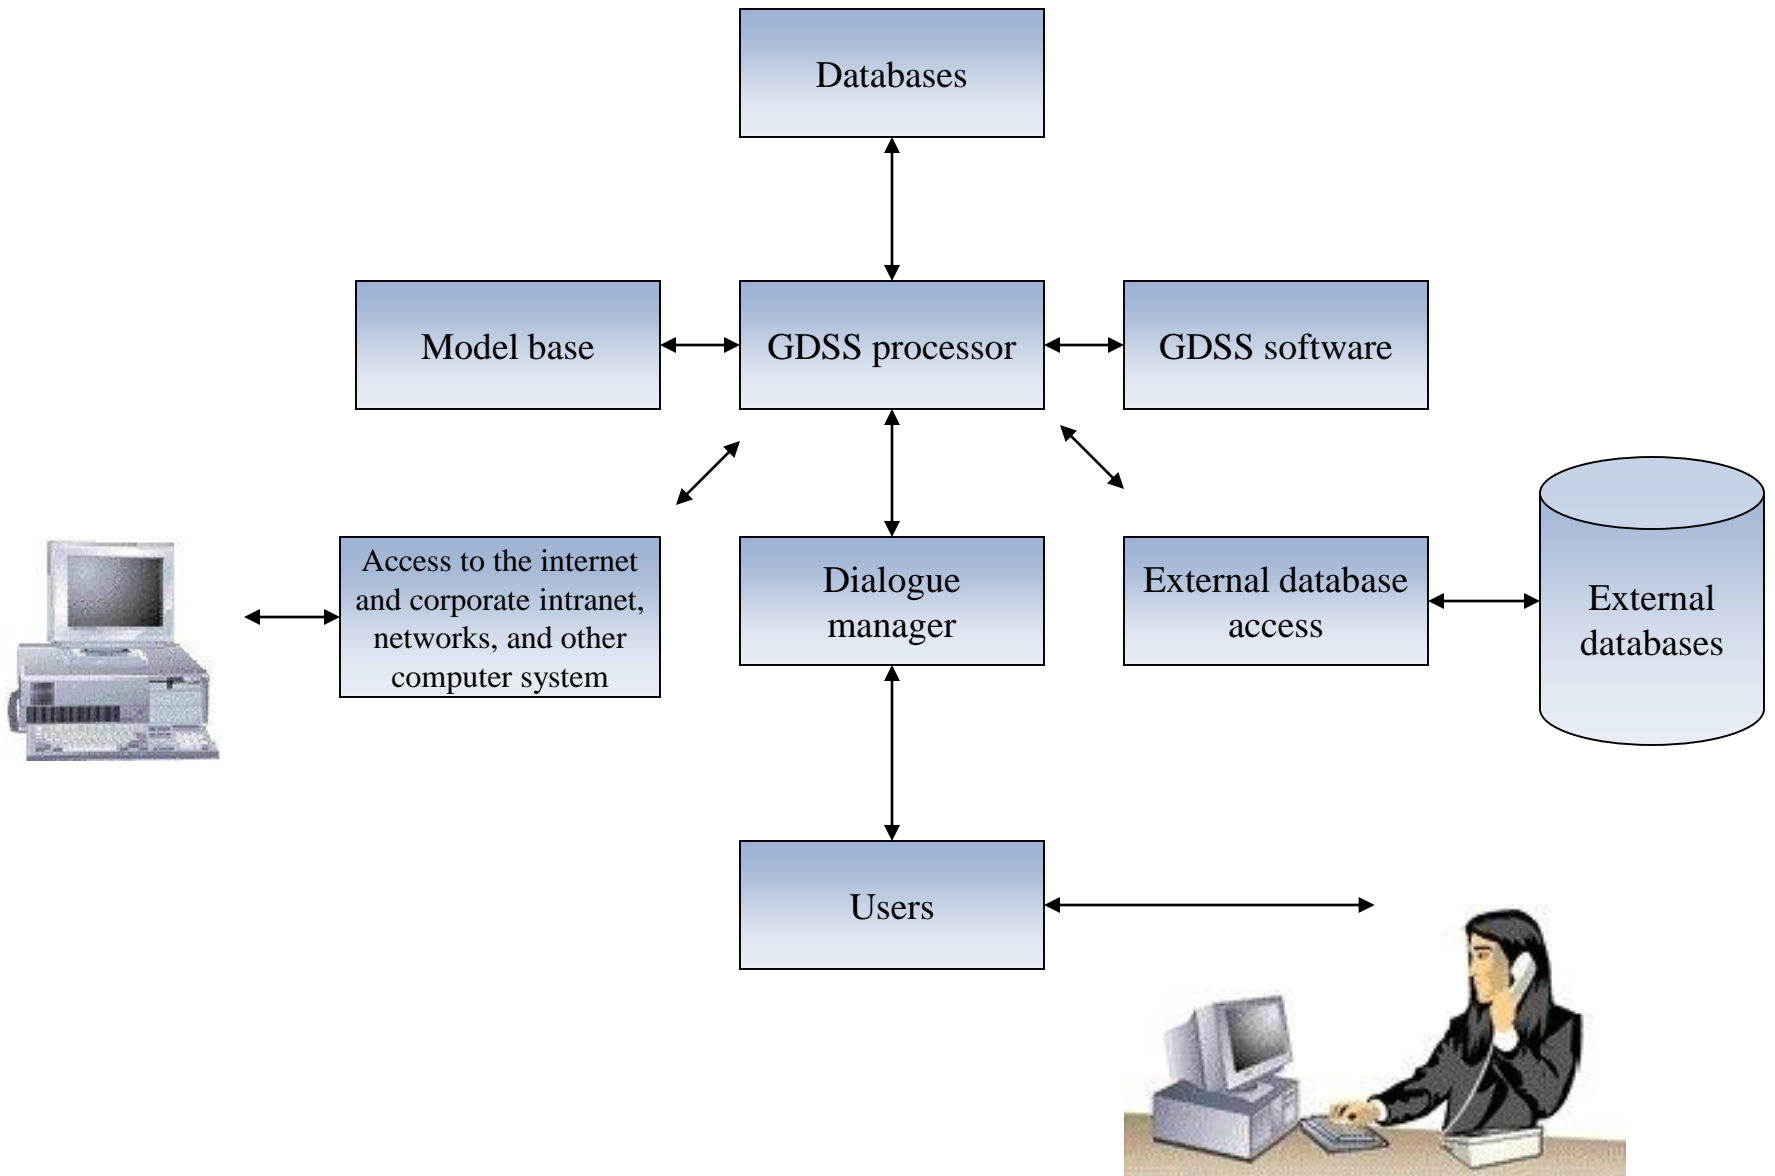 Databases
Model base
GDSS processor
GDSS software
Access to the internet
and corporate intranet,
networks, and other
computer system
Dialogue
manager
External database
access
External
databases
Users